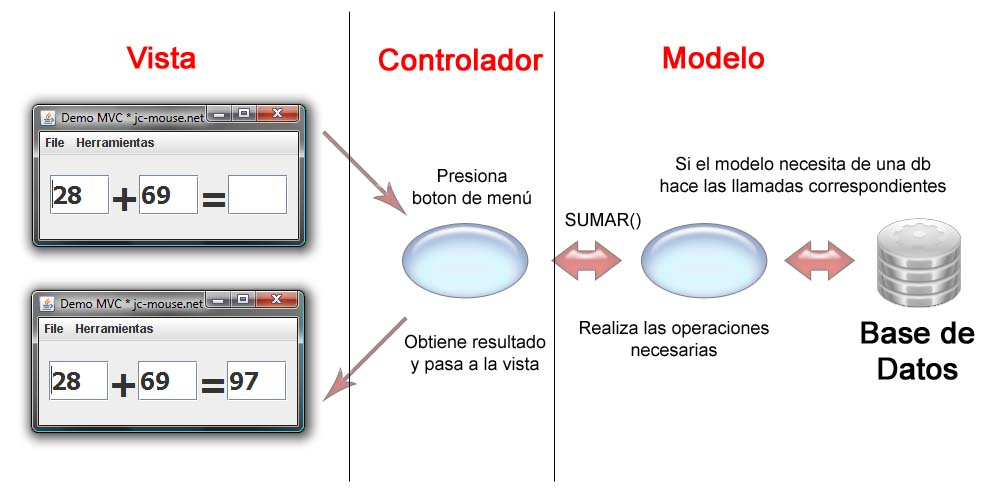 Vista
Controlador
Modelo
Demo MVC * jc-mouse.net
File Herramientas
28 + 69 =
Presiona
boton de menú
SUMAR()
Si el modelo necesita de una db
hace las llamadas correspondientes
Demo MVC * jc-mouse.net
File Herramientas
28 + 69 = 97
Obtiene resultado
y pasa a la vista
Realiza las operaciones
necesarias
Base de
Datos